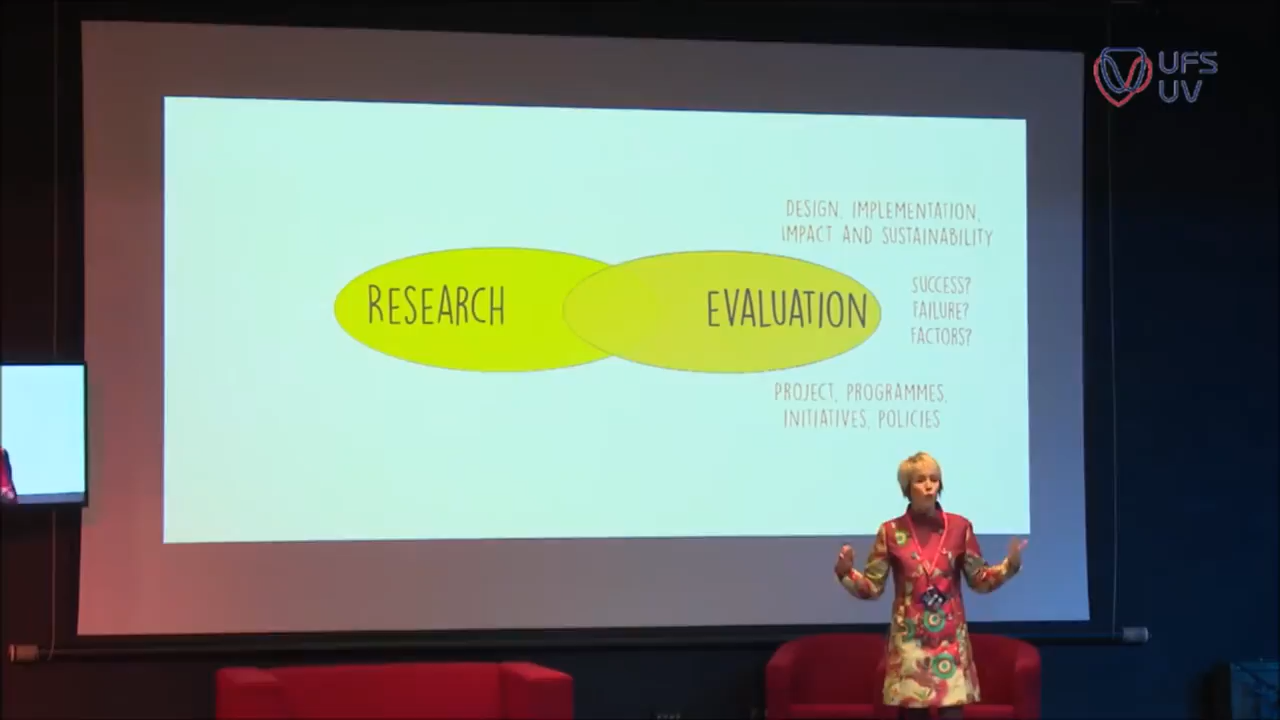 UFS
UV
DESIGN, IMPLEMENTATION,
IMPACT AND SUSTAINABILITY
RESEARCH
EVALUATION
SUCCESS?
FAILURE?
FACTORS?
PROJECT, PROGRAMMES,
INITIATIVES, POLICIES